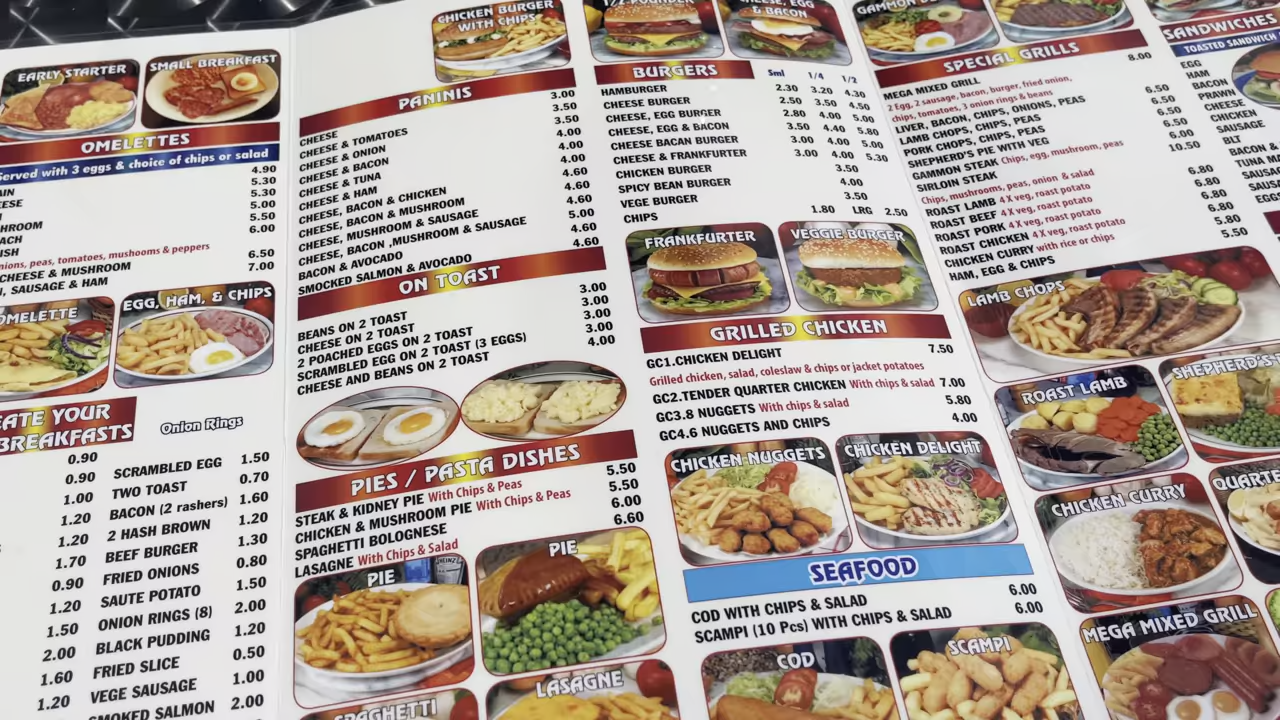 EARLY STARTER
SMALL BREAKFAST
OMELETTES
Served with 3 eggs & choice of chips or salad
4.90
5.30
5.30
5.00
5.50
6.00
onions, peas, tomatoes, mushooms & peppers
CHEESE & MUSHROOM 6.50
SAUSAGE & HAM 7.00
OMELETTE
EGG, HAM, & CHIPS
YOUR
BREAKFASTS
Onion Rings
0.90
0.90
1.00
1.20
1.20
1.70
0.90
1.20
1.50
2.00
1.60
1.20
SCRAMBLED EGG 1.50
TWO TOAST 0.70
BACON (2 rashers) 1.60
2 HASH BROWN 1.20
BEEF BURGER 1.30
FRIED ONIONS 0.80
SAUTE POTATO 1.50
ONION RINGS (8) 2.00
BLACK PUDDING 1.20
FRIED SLICE 0.50
VEGE SAUSAGE 1.00
SMOKED SALMON 2.00
CHICKEN BURGER
WITH CHIPS
PANINIS
CHEESE 3.00
CHEESE & TOMATOES 3.50
CHEESE & ONION 3.50
CHEESE & BACON 4.00
CHEESE & TUNA 4.00
CHEESE & HAM 4.00
CHEESE, BACON & CHICKEN 4.60
CHEESE, BACON & MUSHROOM 4.60
CHEESE, MUSHROOM & SAUSAGE 4.60
CHEESE, BACON ,MUSHROOM & SAUSAGE 5.00
BACON & AVOCADO 4.60
SMOCKED SALMON & AVOCADO 4.60
ON TOAST
BEANS ON 2 TOAST 3.00
CHEESE ON 2 TOAST 3.00
2 POACHED EGGS ON 2 TOAST 3.00
SCRAMBLED EGG ON 2 TOAST (3 EGGS) 3.00
CHEESE AND BEANS ON 2 TOAST 4.00
PIES / PASTA DISHES
STEAK & KIDNEY PIE With Chips & Peas 5.50
CHICKEN & MUSHROOM PIE With Chips & Peas 5.50
SPAGHETTI BOLOGNESE 6.00
LASAGNE With Chips & Salad 6.60
PIE
HEINZ
PIE
SPAGHETTI
LASAGNE
1/2 POUNDER
CHEESE, EGG
& BACON
BURGERS
Sml 1/4 1/2
HAMBURGER 2.30 3.20 4.30
CHEESE BURGER 2.50 3.50 4.50
CHEESE, EGG BURGER 2.80 4.00 5.00
CHEESE, EGG & BACON 3.50 4.40 5.80
CHEESE BACAN BURGER 3.00 4.00 5.00
CHEESE & FRANKFURTER 3.00 4.00 5.30
CHICKEN BURGER 3.50
SPICY BEAN BURGER 4.00
VEGE BURGER 3.50
CHIPS 1.80 LRG 2.50
FRANKFURTER
VEGGIE BURGER
GRILLED CHICKEN
GC1.CHICKEN DELIGHT 7.50
Grilled chicken, salad, coleslaw & chips or jacket potatoes
GC2.TENDER QUARTER CHICKEN With chips & salad 7.00
GC3.8 NUGGETS With chips & salad 5.80
GC4.6 NUGGETS AND CHIPS 4.00
CHICKEN NUGGETS
CHICKEN DELIGHT
SEAFOOD
COD WITH CHIPS & SALAD 6.00
SCAMPI (10 Pcs) WITH CHIPS & SALAD 6.00
COD
SCAMPI
GAMMON
SPECIAL GRILLS
MEGA MIXED GRILL 8.00
2 Egg, 2 sausage, bacon, burger, fried onion,
chips, tomatoes, 3 onion rings & beans
LIVER, BACON, CHIPS, ONIONS, PEAS 6.50
LAMB CHOPS, CHIPS, PEAS 6.50
PORK CHOPS, CHIPS, PEAS 6.50
SHEPHERD'S PIE WITH VEG 6.00
GAMMON STEAK Chips, egg, mushroom, peas 6.50
SIRLOIN STEAK 10.50
Chips, mushrooms, peas, onion & salad
ROAST LAMB 4 X veg, roast potato 6.80
ROAST BEEF 4 X veg, roast potato 6.80
ROAST PORK 4 X veg, roast potato 6.80
ROAST CHICKEN 4 X veg, roast potato 6.80
CHICKEN CURRY with rice or chips 5.80
HAM, EGG & CHIPS 5.50
LAMB CHOPS
ROAST LAMB
SHEPHERD'S
CHICKEN CURRY
QUARTER
MEGA MIXED GRILL
SANDWICHES
TOASTED SANDWICH
EGG
HAM
BACON
PRAWN
CHEESE
CHICKEN
SAUSAGE
BLT
BACON &
TUNA